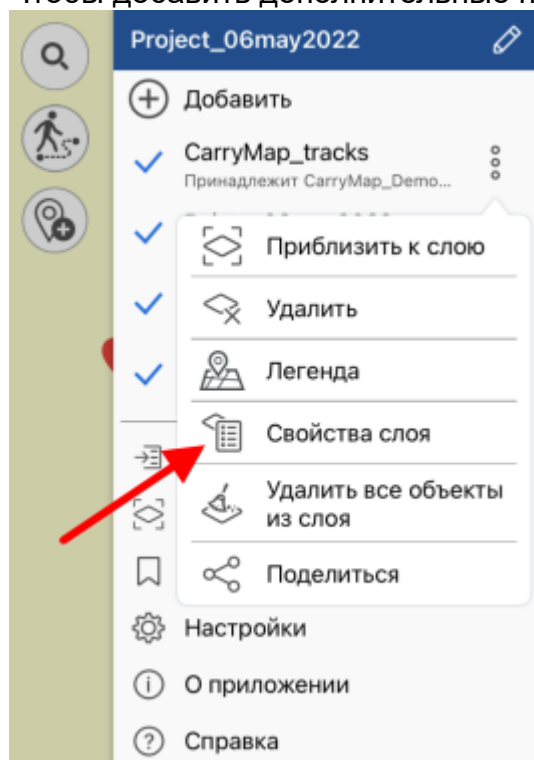 Project_06may2022
Добавить
CarryMap_tracks
Принадлежит CarryMap_Demo...
Приблизить к слою
Удалить
Легенда
Свойства слоя
Удалить все объекты
из слоя
Поделиться
Настройки
О приложении
Справка